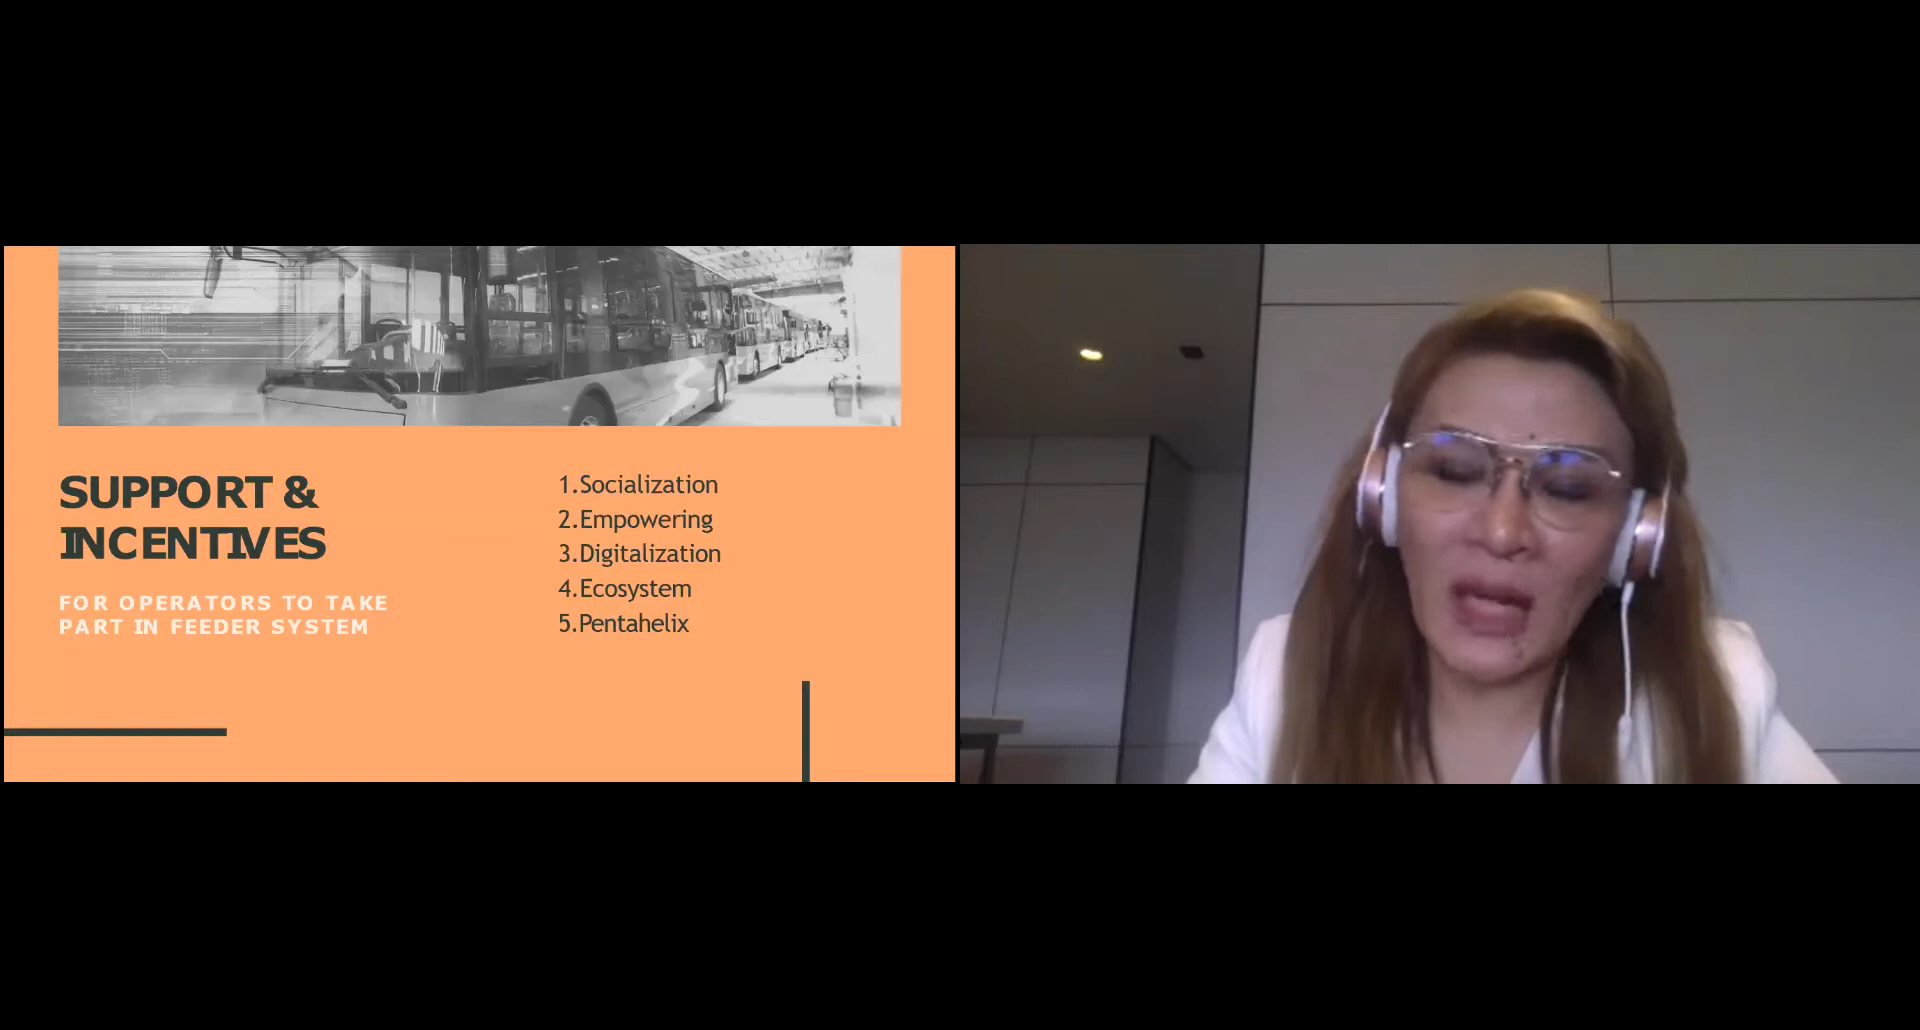 SUPPORT &
INCENTIVES
FOR OPERATORS TO TAKE
PART IN FEEDER SYSTEM
1.Socialization
2.Empowering
3.Digitalization
4.Ecosystem
5.Pentahelix